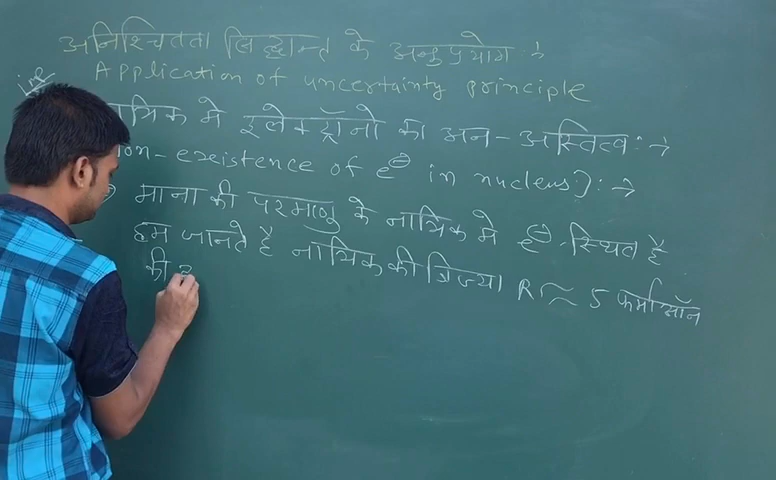 अनिश्चितता सिद्धान्त के अनुप्रयोग :→
Application of uncertainty principle
नाभिक मे इलेक्ट्रॉनो का अन-अस्तित्व :→
non-existence of e⊖ in nucleus] :→
माना की परमाणु के नाभिक मे e⊖ स्थित है
हम जानते है नाभिक की त्रिज्या R ≈ 5 फर्मी
की